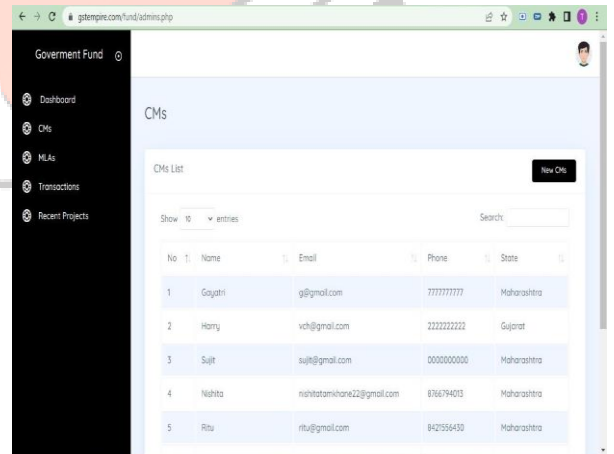 gstempire.com/fund/admins.php
Goverment Fund
Dashboard
CMs
MLAs
Transactions
Recent Projects
CMs
CMs List
New CMs
Show 10 entries
Search:
No Name Email Phone State
1 Gayatri g@gmail.com 7777777777 Maharashtra
2 Harry vch@gmail.com 2222222222 Gujarat
3 Sujit sujit@gmail.com 0000000000 Maharashtra
4 Nishita nishitatamkhane22@gmail.com 8766794013 Maharashtra
5 Ritu ritu@gmail.com 8421556430 Maharashtra